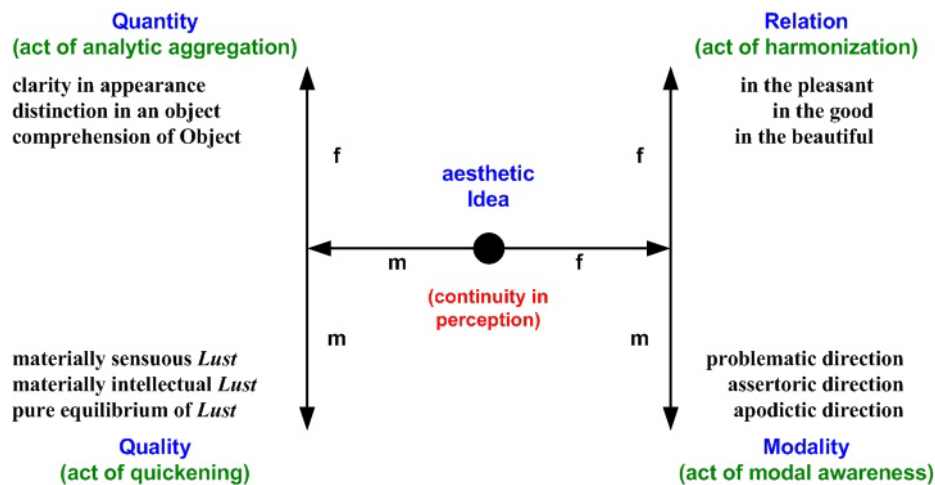 Quantity
(act of analytic aggregation)
clarity in appearance
distinction in an object
comprehension of Object
Relation
(act of harmonization)
in the pleasant
in the good
in the beautiful
f
f
aesthetic
Idea
m
f
(continuity in
perception)
m
m
materially sensuous Lust
materially intellectual Lust
pure equilibrium of Lust
Quality
(act of quickening)
problematic direction
assertoric direction
apodictic direction
Modality
(act of modal awareness)